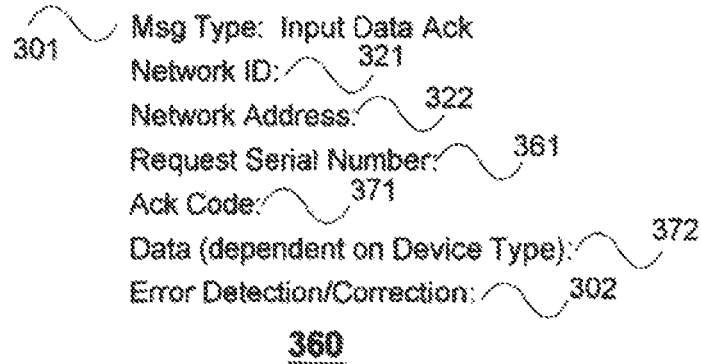 Msg Type: Input Data Ack
301
Network ID: 321
Network Address: 322
Request Serial Number: 361
Ack Code: 371
Data (dependent on Device Type): 372
Error Detection/Correction: 302
360